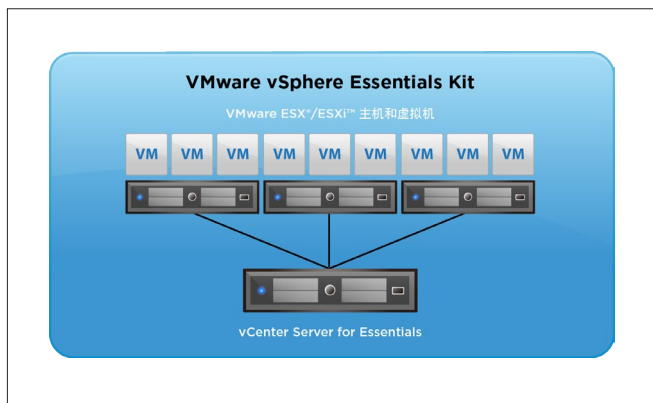 VMware vSphere Essentials Kit
VMware ESX®/ESXi™ 主机和虚拟机
VM VM VM VM VM VM VM VM VM
vCenter Server for Essentials